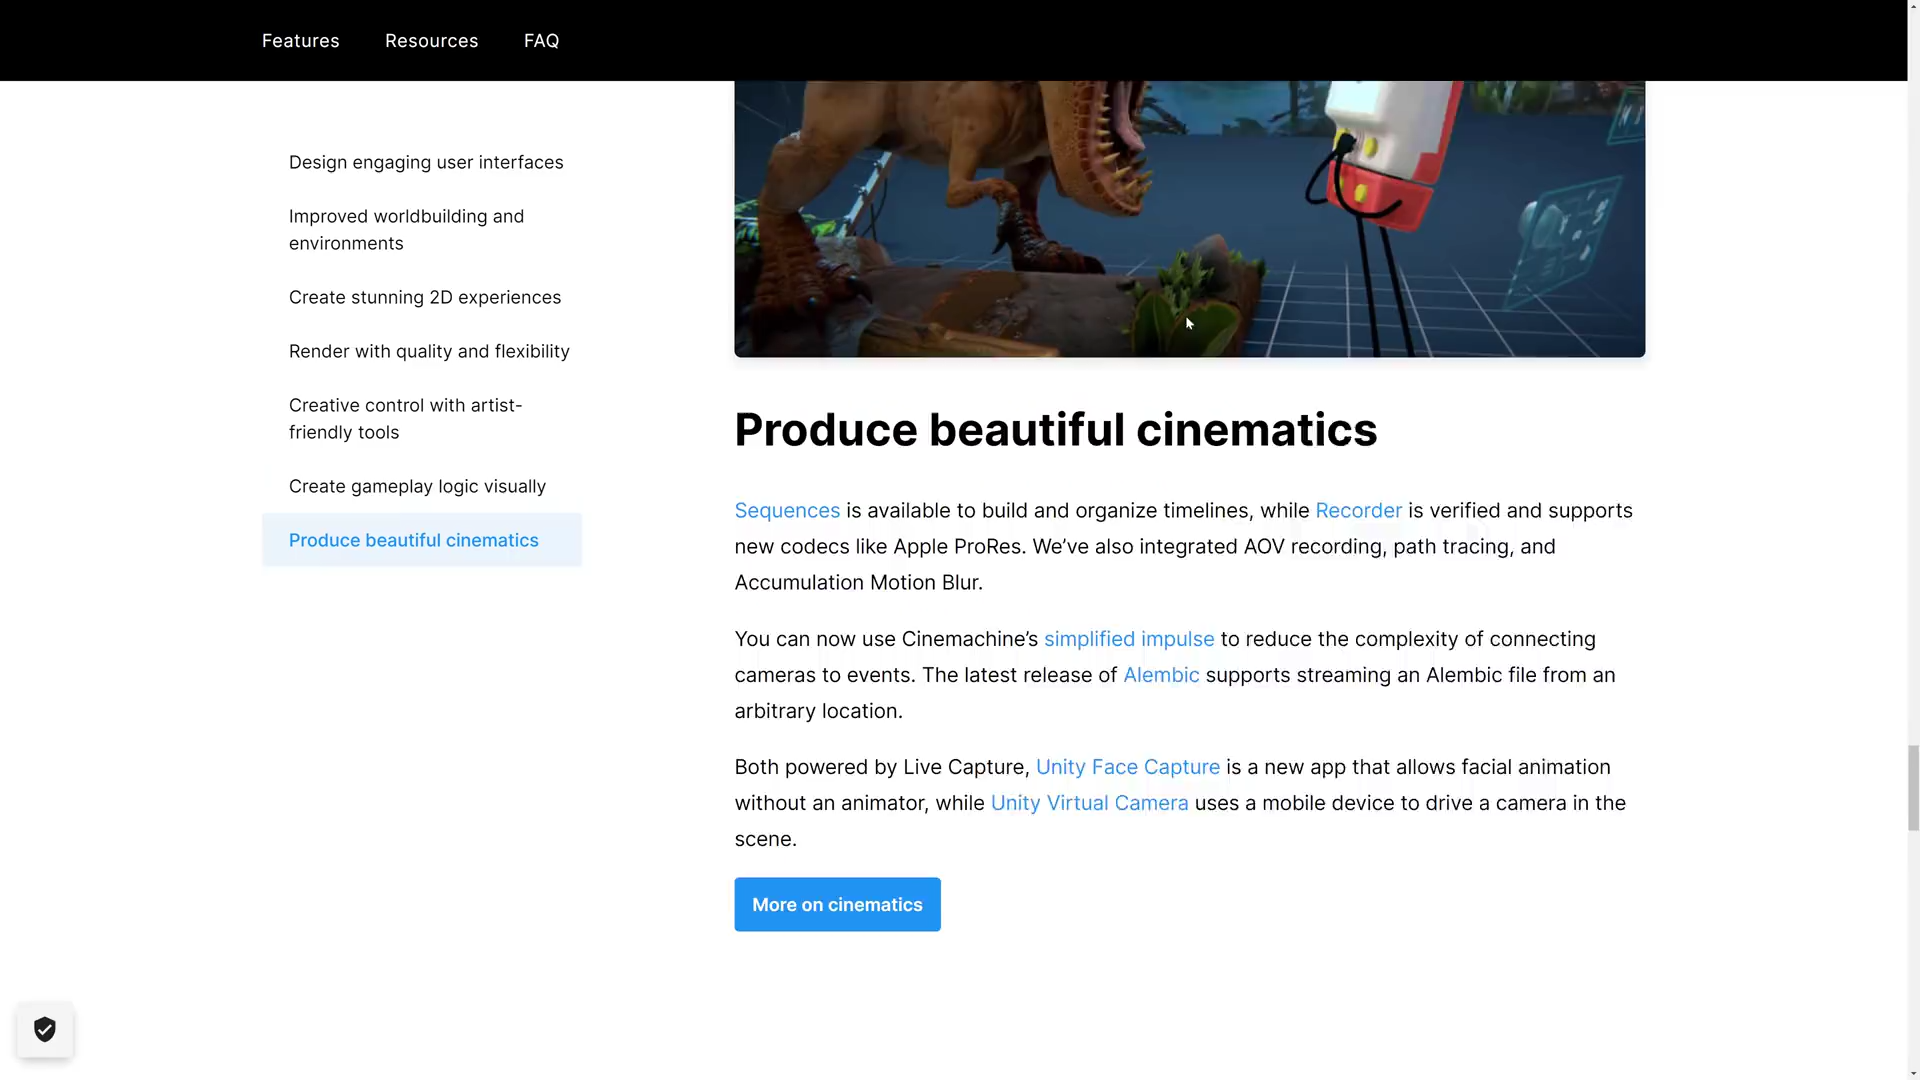 Features Resources FAQ
Design engaging user interfaces
Improved worldbuilding and
environments
Create stunning 2D experiences
Render with quality and flexibility
Creative control with artist-
friendly tools
Create gameplay logic visually
Produce beautiful cinematics
Produce beautiful cinematics
Sequences is available to build and organize timelines, while Recorder is verified and supports
new codecs like Apple ProRes. We’ve also integrated AOV recording, path tracing, and
Accumulation Motion Blur.
You can now use Cinemachine’s simplified impulse to reduce the complexity of connecting
cameras to events. The latest release of Alembic supports streaming an Alembic file from an
arbitrary location.
Both powered by Live Capture, Unity Face Capture is a new app that allows facial animation
without an animator, while Unity Virtual Camera uses a mobile device to drive a camera in the
scene.
More on cinematics